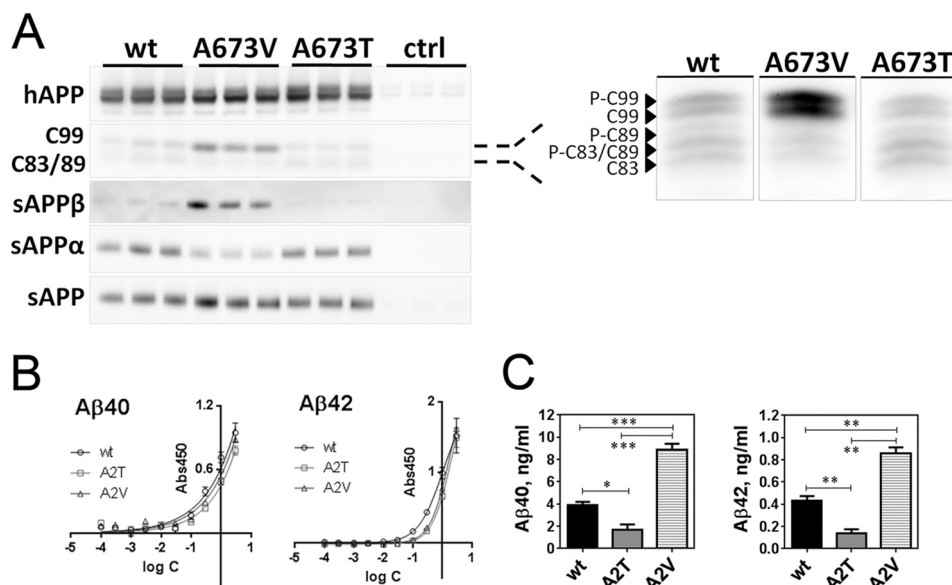 A
wt A673V A673T ctrl
hAPP
C99
C83/89
sAPPβ
sAPPα
sAPP
wt A673V A673T
P-C99
C99
P-C89
P-C83/C89
C83
B
Aβ40
wt
A2T
A2V
Abs450
1.2
0.6
-5 -4 -3 -2 -1 0 1
log C
Aβ42
wt
A2T
A2V
Abs450
2
1
-5 -4 -3 -2 -1 0 1
log C
C
Aβ40, ng/ml
12
10
8
6
4
2
0
***
***
*
wt A2T A2V
Aβ42, ng/ml
1.2
1.0
0.8
0.6
0.4
0.2
0.0
**
**
**
wt A2T A2V